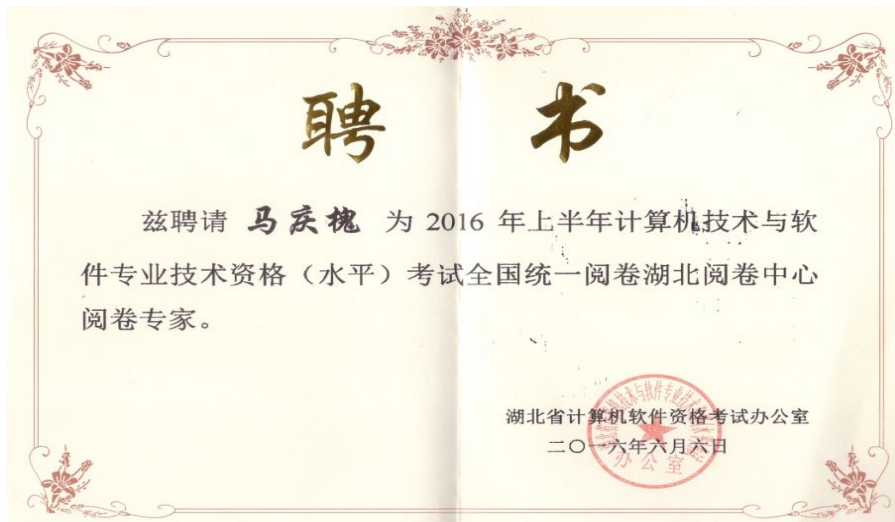 聘 书
兹聘请 马庆槐 为 2016 年上半年计算机技术与软
件专业技术资格（水平）考试全国统一阅卷湖北阅卷中心
阅卷专家。
湖北省计算机软件资格考试办公室
二〇一六年六月六日
办公室